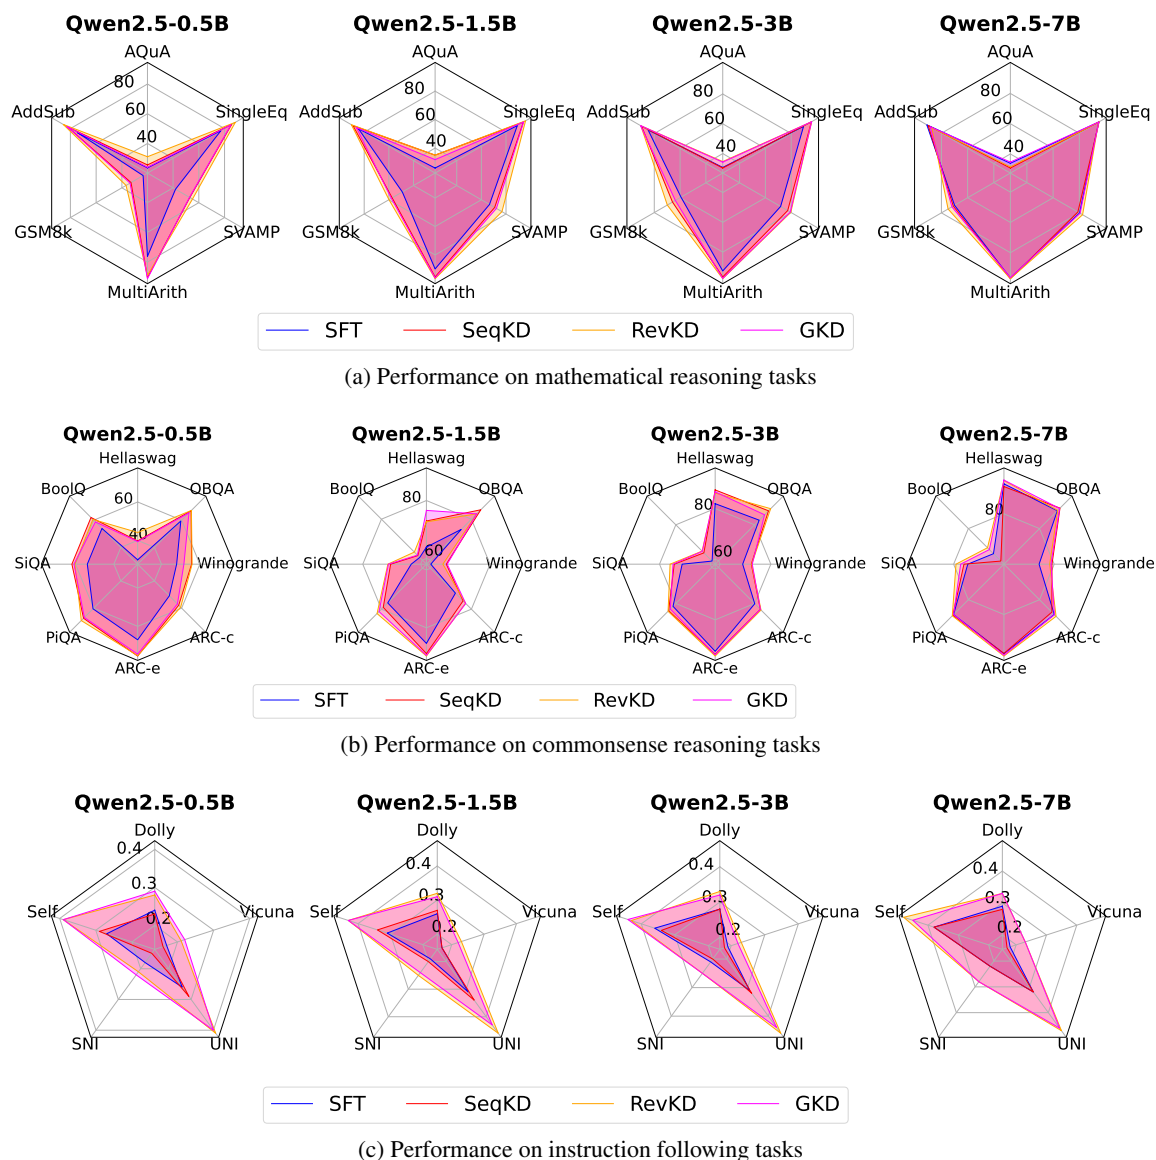 Qwen2.5-0.5B Qwen2.5-1.5B Qwen2.5-3B Qwen2.5-7B
AQuA AQuA AQuA AQuA
80 80 80 80
AddSub SingleEq AddSub SingleEq AddSub SingleEq AddSub SingleEq
60 60 60 60
40 40 40 40
GSM8k SVAMP GSM8k SVAMP GSM8k SVAMP GSM8k SVAMP
MultiArith MultiArith MultiArith MultiArith
SFT SeqKD RevKD GKD
(a) Performance on mathematical reasoning tasks
Qwen2.5-0.5B Qwen2.5-1.5B Qwen2.5-3B Qwen2.5-7B
Hellaswag Hellaswag Hellaswag Hellaswag
BoolQ OBQA BoolQ OBQA BoolQ OBQA BoolQ OBQA
60 80 80 80
40 60 60
SiQA Winogrande SiQA Winogrande SiQA Winogrande SiQA Winogrande
PiQA ARC-c PiQA ARC-c PiQA ARC-c PiQA ARC-c
ARC-e ARC-e ARC-e ARC-e
SFT SeqKD RevKD GKD
(b) Performance on commonsense reasoning tasks
Qwen2.5-0.5B Qwen2.5-1.5B Qwen2.5-3B Qwen2.5-7B
Dolly Dolly Dolly Dolly
0.4 0.4 0.4 0.4
0.3 0.3 0.3 0.3
Self Vicuna Self Vicuna Self Vicuna Self Vicuna
0.2 0.2 0.2 0.2
SNI UNI SNI UNI SNI UNI SNI UNI
SFT SeqKD RevKD GKD
(c) Performance on instruction following tasks